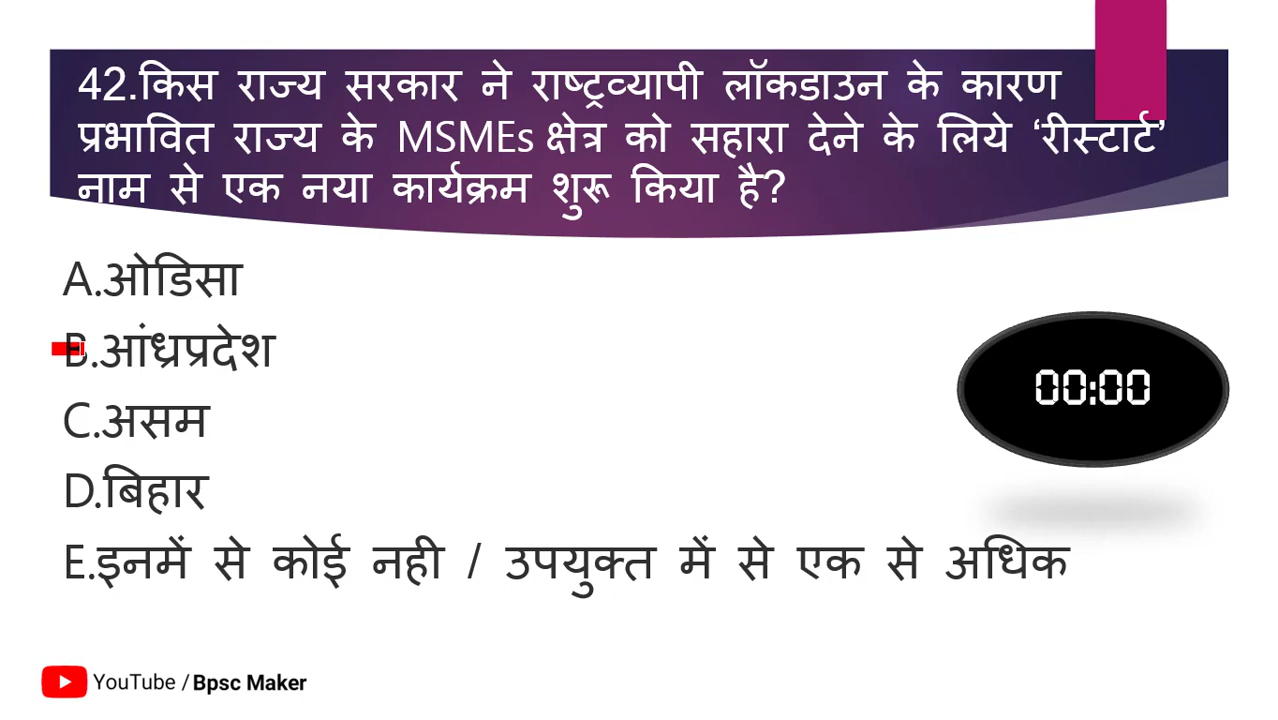 42.किस राज्य सरकार ने राष्ट्रव्यापी लॉकडाउन के कारण
प्रभावित राज्य के MSMEs क्षेत्र को सहारा देने के लिये ‘रीस्टार्ट’
नाम से एक नया कार्यक्रम शुरू किया है?
A.ओडिसा
B.आंध्रप्रदेश
00:00
C.असम
D.बिहार
E.इनमें से कोई नही / उपयुक्त में से एक से अधिक
YouTube / Bpsc Maker